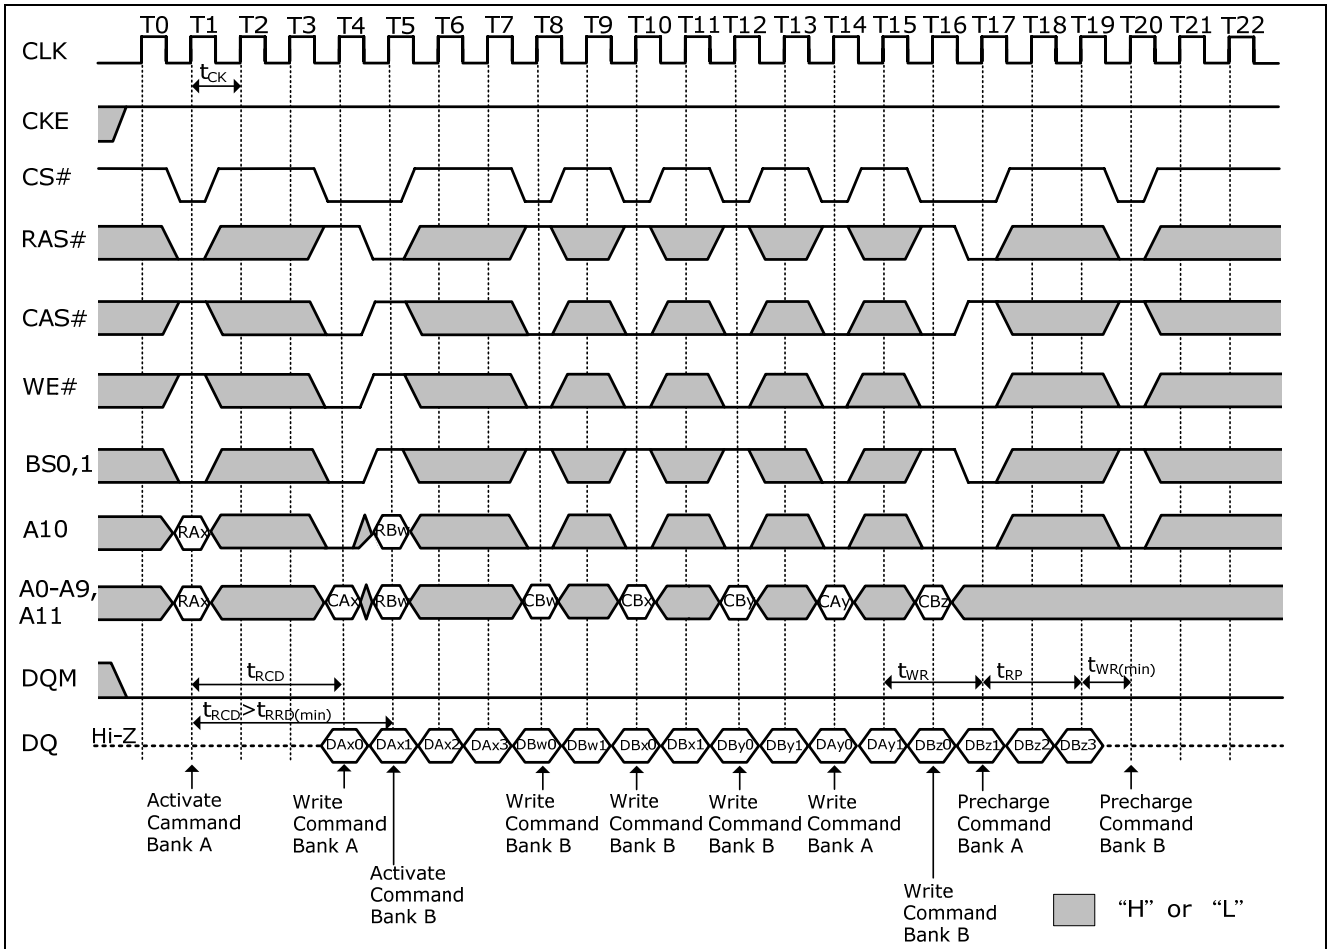 T0 T1 T2 T3 T4 T5 T6 T7 T8 T9 T10 T11 T12 T13 T14 T15 T16 T17 T18 T19 T20 T21 T22
CLK
tCK
CKE
CS#
RAS#
CAS#
WE#
BS0,1
A10
RAx RBw
A0-A9,
A11
RAx CAx RBw CBw CBx CBy CAy CBz
DQM
tRCD
tWR tRP tWR(min)
tRCD>tRRD(min)
DQ
Hi-Z
DAx0 DAx1 DAx2 DAx3 DBw0 DBw1 DBx0 DBx1 DBy0 DBy1 DAy0 DAy1 DBz0 DBz1 DBz2 DBz3
Activate
Cammand
Bank A
Write
Command
Bank A
Activate
Command
Bank B
Write
Command
Bank B
Write
Command
Bank B
Write
Command
Bank B
Write
Command
Bank A
Write
Command
Bank B
Precharge
Command
Bank A
Precharge
Command
Bank B
“H” or “L”